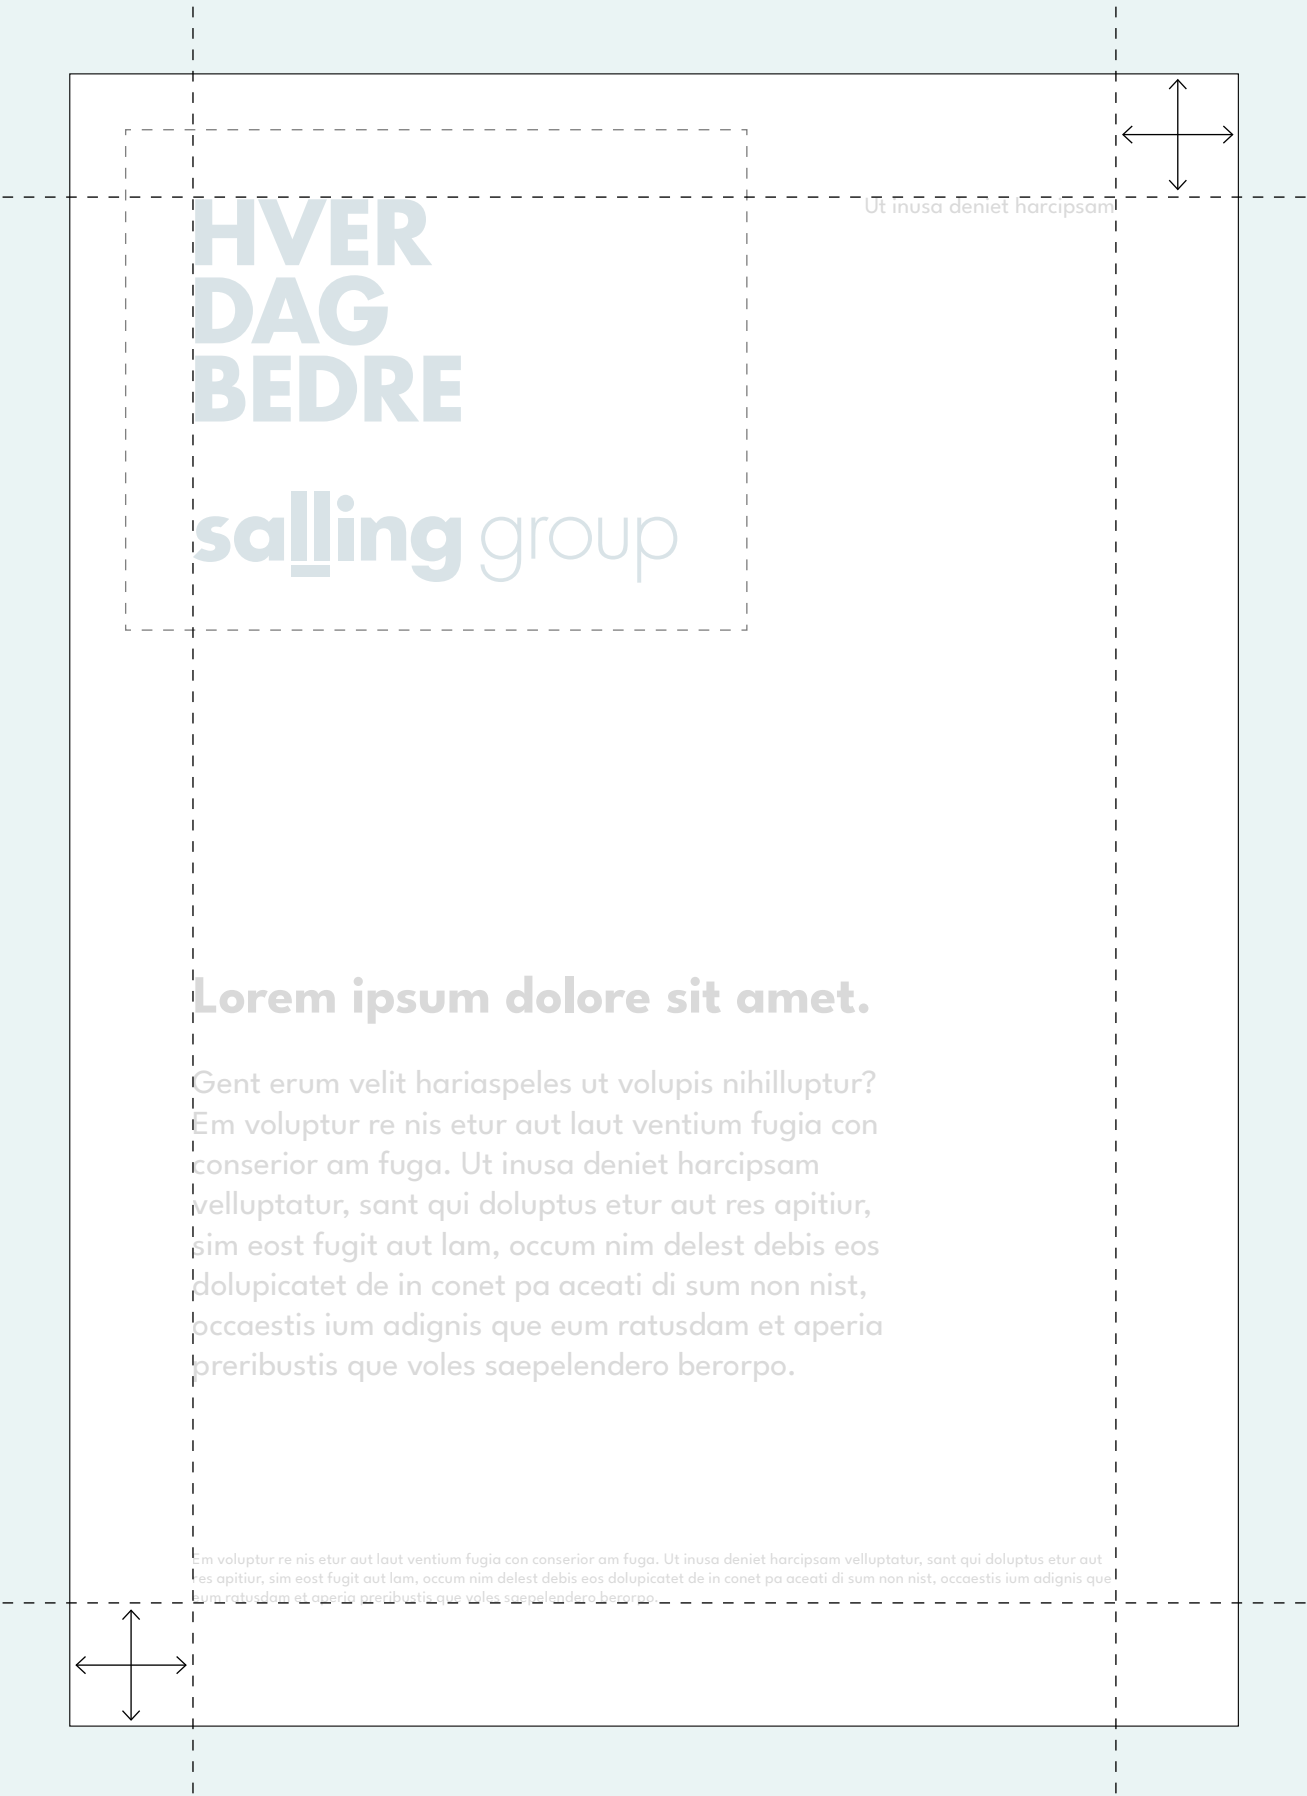 HVER
DAG
BEDRE
salling group
Ut inusa deniet harcipsam
Lorem ipsum dolore sit amet.
Gent erum velit hariaspeles ut volupis nihilluptur?
Em voluptur re nis etur aut laut ventium fugia con
conserior am fuga. Ut inusa deniet harcipsam
velluptatur, sant qui doluptus etur aut res apitiur,
sim eost fugit aut lam, occum nim delest debis eos
dolupicatet de in conet pa aceati di sum non nist,
occaestis ium adignis que eum ratusdam et aperia
preribustis que voles saepelendero berorpo.
Em voluptur re nis etur aut laut ventium fugia con conserior am fuga. Ut inusa deniet harcipsam velluptatur, sant qui doluptus etur aut
res apitiur, sim eost fugit aut lam, occum nim delest debis eos dolupicatet de in conet pa aceati di sum non nist, occaestis ium adignis que
eum ratusdam et aperia preribustis que voles saepelendero berorpo.